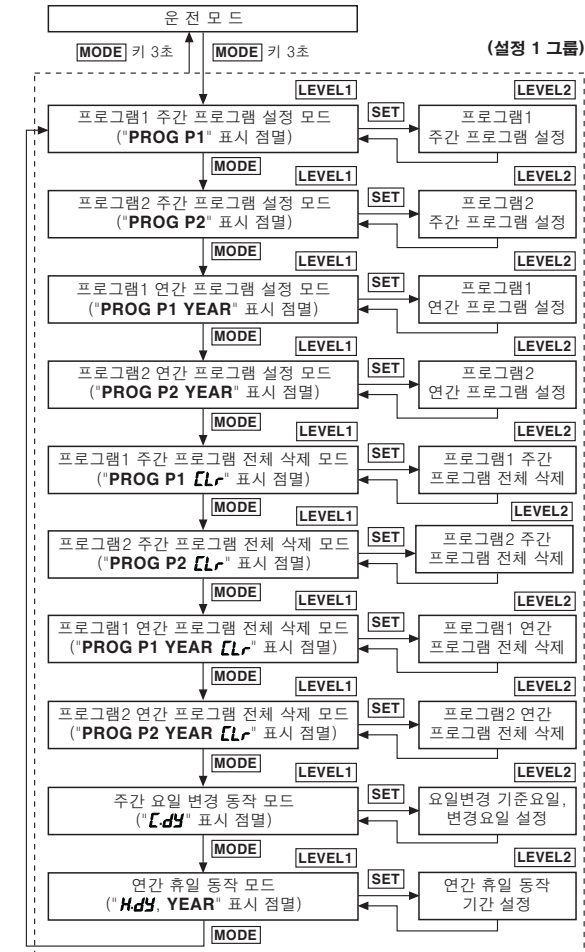 운 전 모 드
MODE 키 3초 MODE 키 3초
(설정 1 그룹)
LEVEL1 LEVEL2
프로그램1 주간 프로그램 설정 모드
("PROG P1" 표시 점멸)
SET
프로그램1
주간 프로그램 설정
MODE
LEVEL1 LEVEL2
프로그램2 주간 프로그램 설정 모드
("PROG P2" 표시 점멸)
SET
프로그램2
주간 프로그램 설정
MODE
LEVEL1 LEVEL2
프로그램1 연간 프로그램 설정 모드
("PROG P1 YEAR" 표시 점멸)
SET
프로그램1
연간 프로그램 설정
MODE
LEVEL1 LEVEL2
프로그램2 연간 프로그램 설정 모드
("PROG P2 YEAR" 표시 점멸)
SET
프로그램2
연간 프로그램 설정
MODE
LEVEL1 LEVEL2
프로그램1 주간 프로그램 전체 삭제 모드
("PROG P1 CLr" 표시 점멸)
SET
프로그램1 주간
프로그램 전체 삭제
MODE
LEVEL1 LEVEL2
프로그램2 주간 프로그램 전체 삭제 모드
("PROG P2 CLr" 표시 점멸)
SET
프로그램2 주간
프로그램 전체 삭제
MODE
LEVEL1 LEVEL2
프로그램1 연간 프로그램 전체 삭제 모드
("PROG P1 YEAR CLr" 표시 점멸)
SET
프로그램1 연간
프로그램 전체 삭제
MODE
LEVEL1 LEVEL2
프로그램2 연간 프로그램 전체 삭제 모드
("PROG P2 YEAR CLr" 표시 점멸)
SET
프로그램2 연간
프로그램 전체 삭제
MODE
LEVEL1 LEVEL2
주간 요일 변경 동작 모드
("C.dY" 표시 점멸)
SET
요일변경 기준요일,
변경요일 설정
MODE
LEVEL1 LEVEL2
연간 휴일 동작 모드
("H.dY, YEAR" 표시 점멸)
SET
연간 휴일 동작
기간 설정
MODE